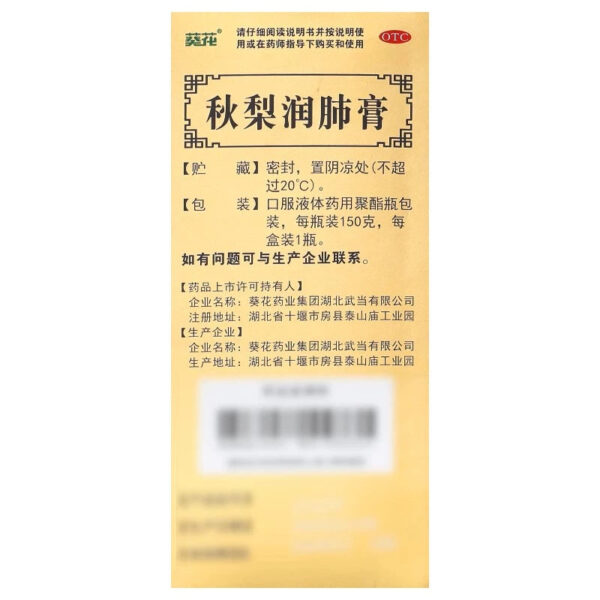 葵花®
请仔细阅读说明书并按说明使
用或在药师指导下购买和使用
OTC
秋梨润肺膏
【贮 藏】密封，置阴凉处(不超
过20℃)。
【包 装】口服液体药用聚酯瓶包
装，每瓶装150克，每
盒装1瓶。
如有问题可与生产企业联系。
【药品上市许可持有人】
企业名称：葵花药业集团湖北武当有限公司
注册地址：湖北省十堰市房县泰山庙工业园
【生产企业】
企业名称：葵花药业集团湖北武当有限公司
生产地址：湖北省十堰市房县泰山庙工业园